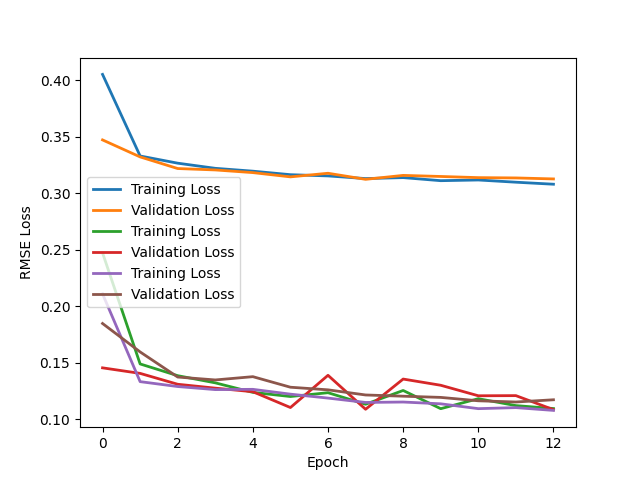 0.40
0.35
0.30
0.25
0.20
0.15
0.10
RMSE Loss
Training Loss
Validation Loss
Training Loss
Validation Loss
Training Loss
Validation Loss
0 2 4 6 8 10 12
Epoch